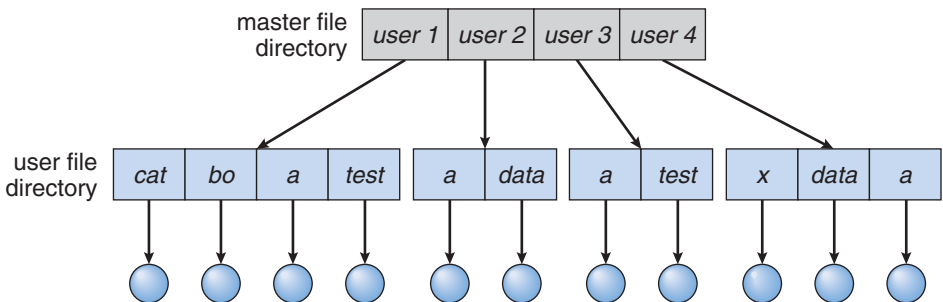 master file
directory
user 1 user 2 user 3 user 4
user file
directory
cat bo a test a data a test x data a